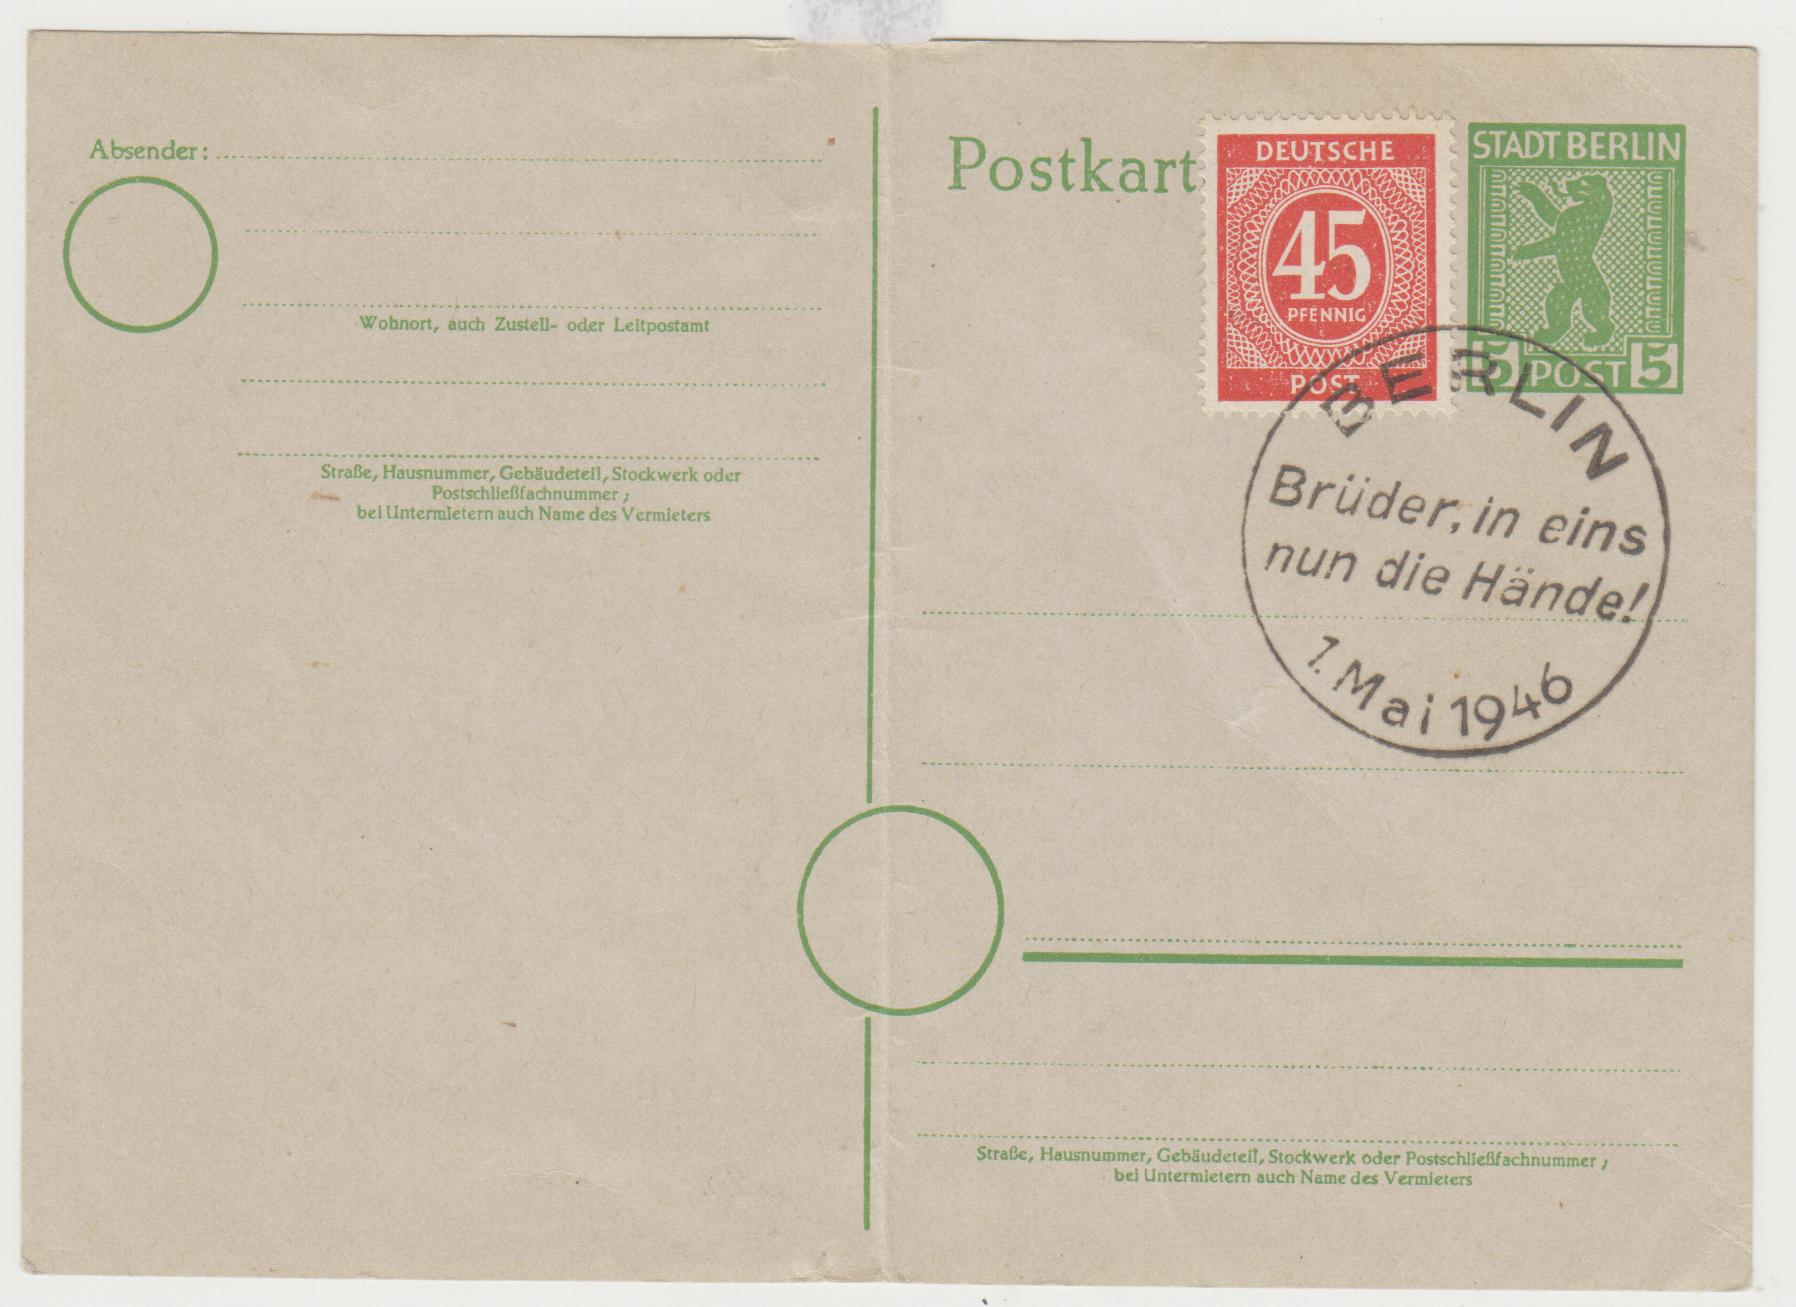 Absender:
Wohnort, auch Zustell- oder Leitpostamt
Straße, Hausnummer, Gebäudeteil, Stockwerk oder
Postschließfachnummer;
bei Untermietern auch Name des Vermieters
Postkart
DEUTSCHE
45
PFENNIG
POST
STADT BERLIN
5 POST 5
BERLIN
Brüder, in eins
nun die Hände!
1. Mai 1946
Straße, Hausnummer, Gebäudeteil, Stockwerk oder Postschließfachnummer;
bei Untermietern auch Name des Vermieters